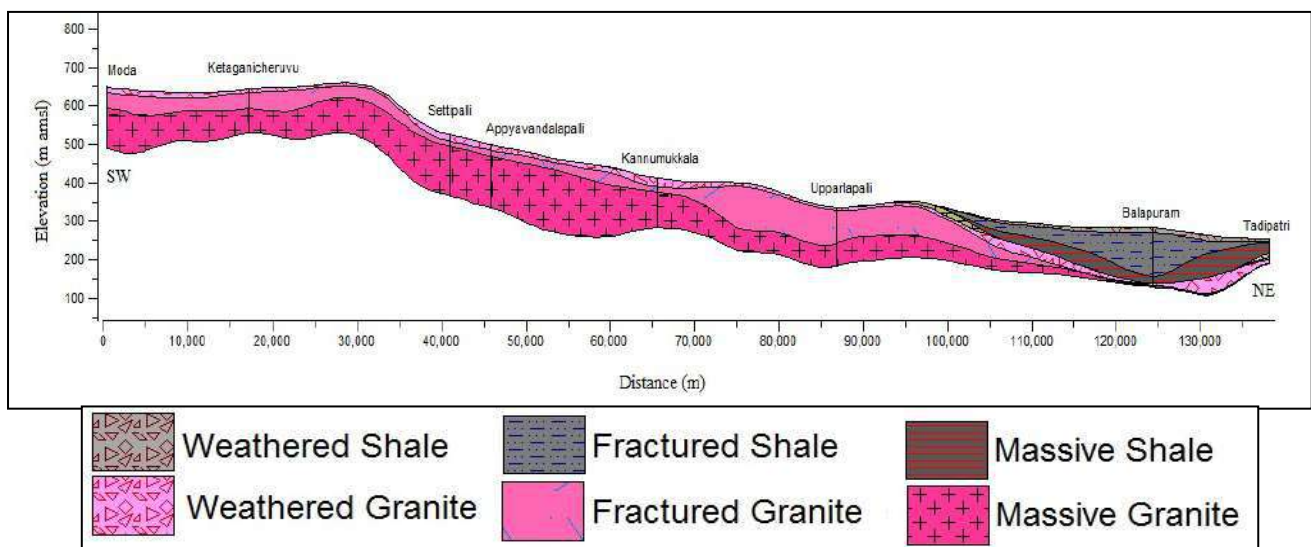 800
700
600
500
400
300
200
100
Elevation (m amsl)
Moda
Ketaganicheruvu
Settipalli
Appyavandalapalli
Kannumukkala
Upparlapalli
Balapuram
Tadipatri
SW
NE
0 10,000 20,000 30,000 40,000 50,000 60,000 70,000 80,000 90,000 100,000 110,000 120,000 130,000
Distance (m)
Weathered Shale Fractured Shale Massive Shale
Weathered Granite Fractured Granite Massive Granite